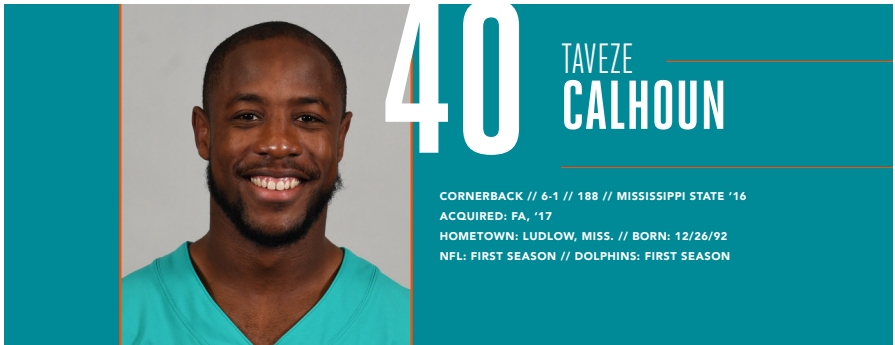 40
TAVEZE
CALHOUN
CORNERBACK // 6-1 // 188 // MISSISSIPPI STATE ‘16
ACQUIRED: FA, ‘17
HOMETOWN: LUDLOW, MISS. // BORN: 12/26/92
NFL: FIRST SEASON // DOLPHINS: FIRST SEASON